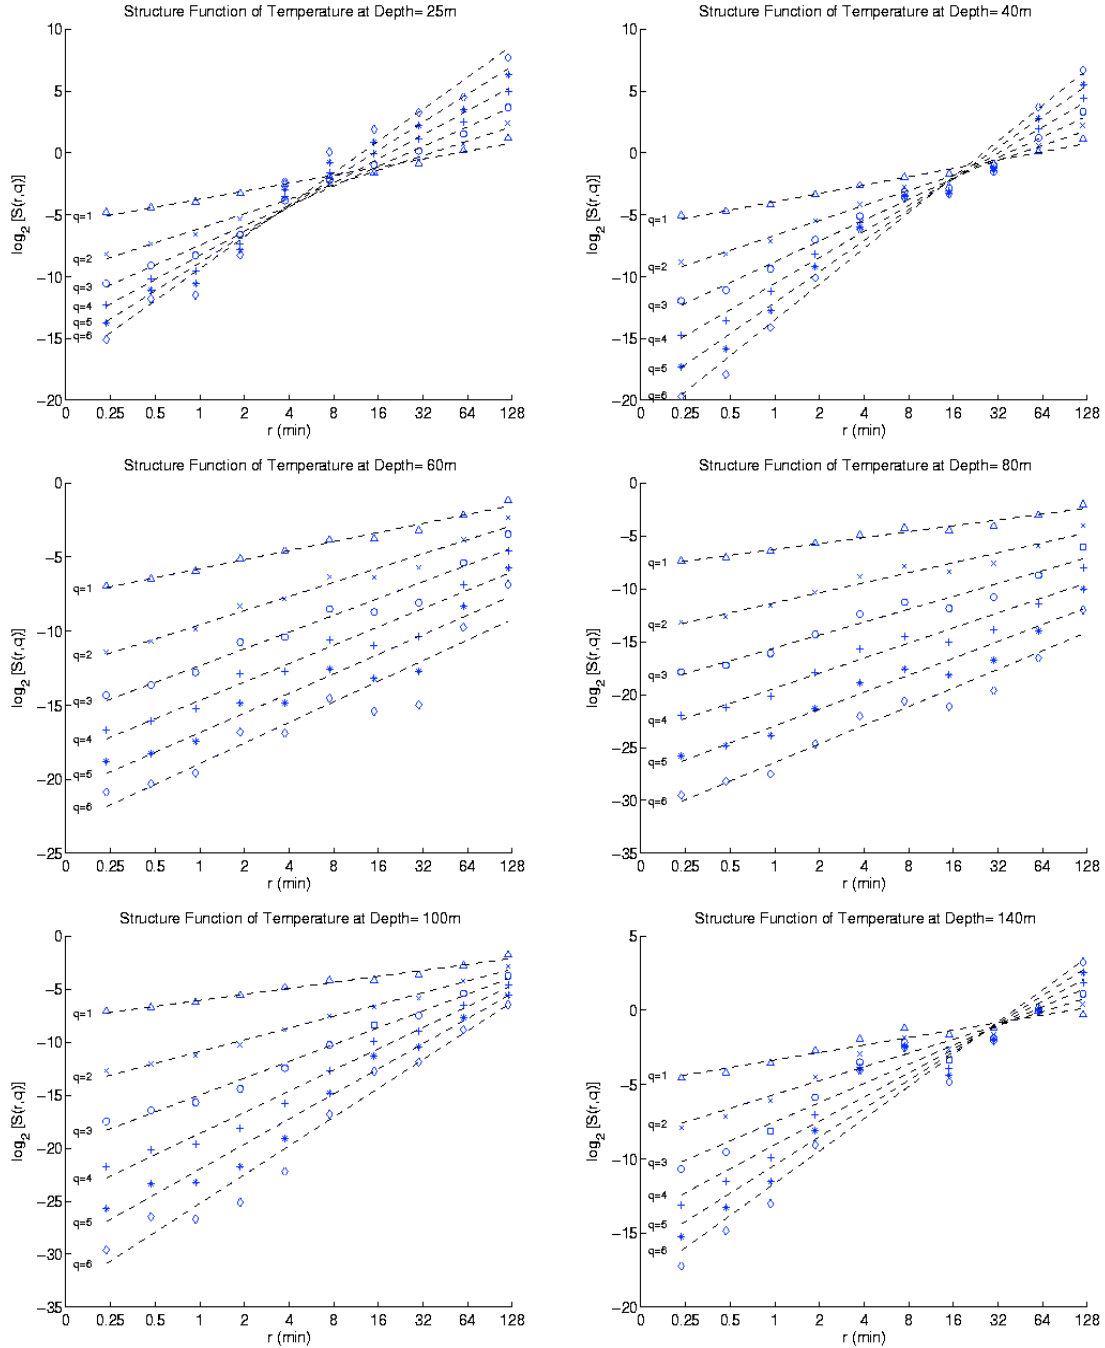 Structure Function of Temperature at Depth= 25m
10
5
0
−5
−10
−15
−20
log2 [S(r,q)]
q=1
q=2
q=3
q=4
q=5
q=6
0 0.25 0.5 1 2 4 8 16 32 64 128
r (min)
Structure Function of Temperature at Depth= 40m
10
5
0
−5
−10
−15
−20
log2 [S(r,q)]
q=1
q=2
q=3
q=4
q=5
q=6
0 0.25 0.5 1 2 4 8 16 32 64 128
r (min)
Structure Function of Temperature at Depth= 60m
0
−5
−10
−15
−20
−25
log2 [S(r,q)]
q=1
q=2
q=3
q=4
q=5
q=6
0 0.25 0.5 1 2 4 8 16 32 64 128
r (min)
Structure Function of Temperature at Depth= 80m
0
−5
−10
−15
−20
−25
−30
−35
log2 [S(r,q)]
q=1
q=2
q=3
q=4
q=5
q=6
0 0.25 0.5 1 2 4 8 16 32 64 128
r (min)
Structure Function of Temperature at Depth= 100m
0
−5
−10
−15
−20
−25
−30
−35
log2 [S(r,q)]
q=1
q=2
q=3
q=4
q=5
q=6
0 0.25 0.5 1 2 4 8 16 32 64 128
r (min)
Structure Function of Temperature at Depth= 140m
5
0
−5
−10
−15
−20
log2 [S(r,q)]
q=1
q=2
q=3
q=4
q=5
q=6
0 0.25 0.5 1 2 4 8 16 32 64 128
r (min)